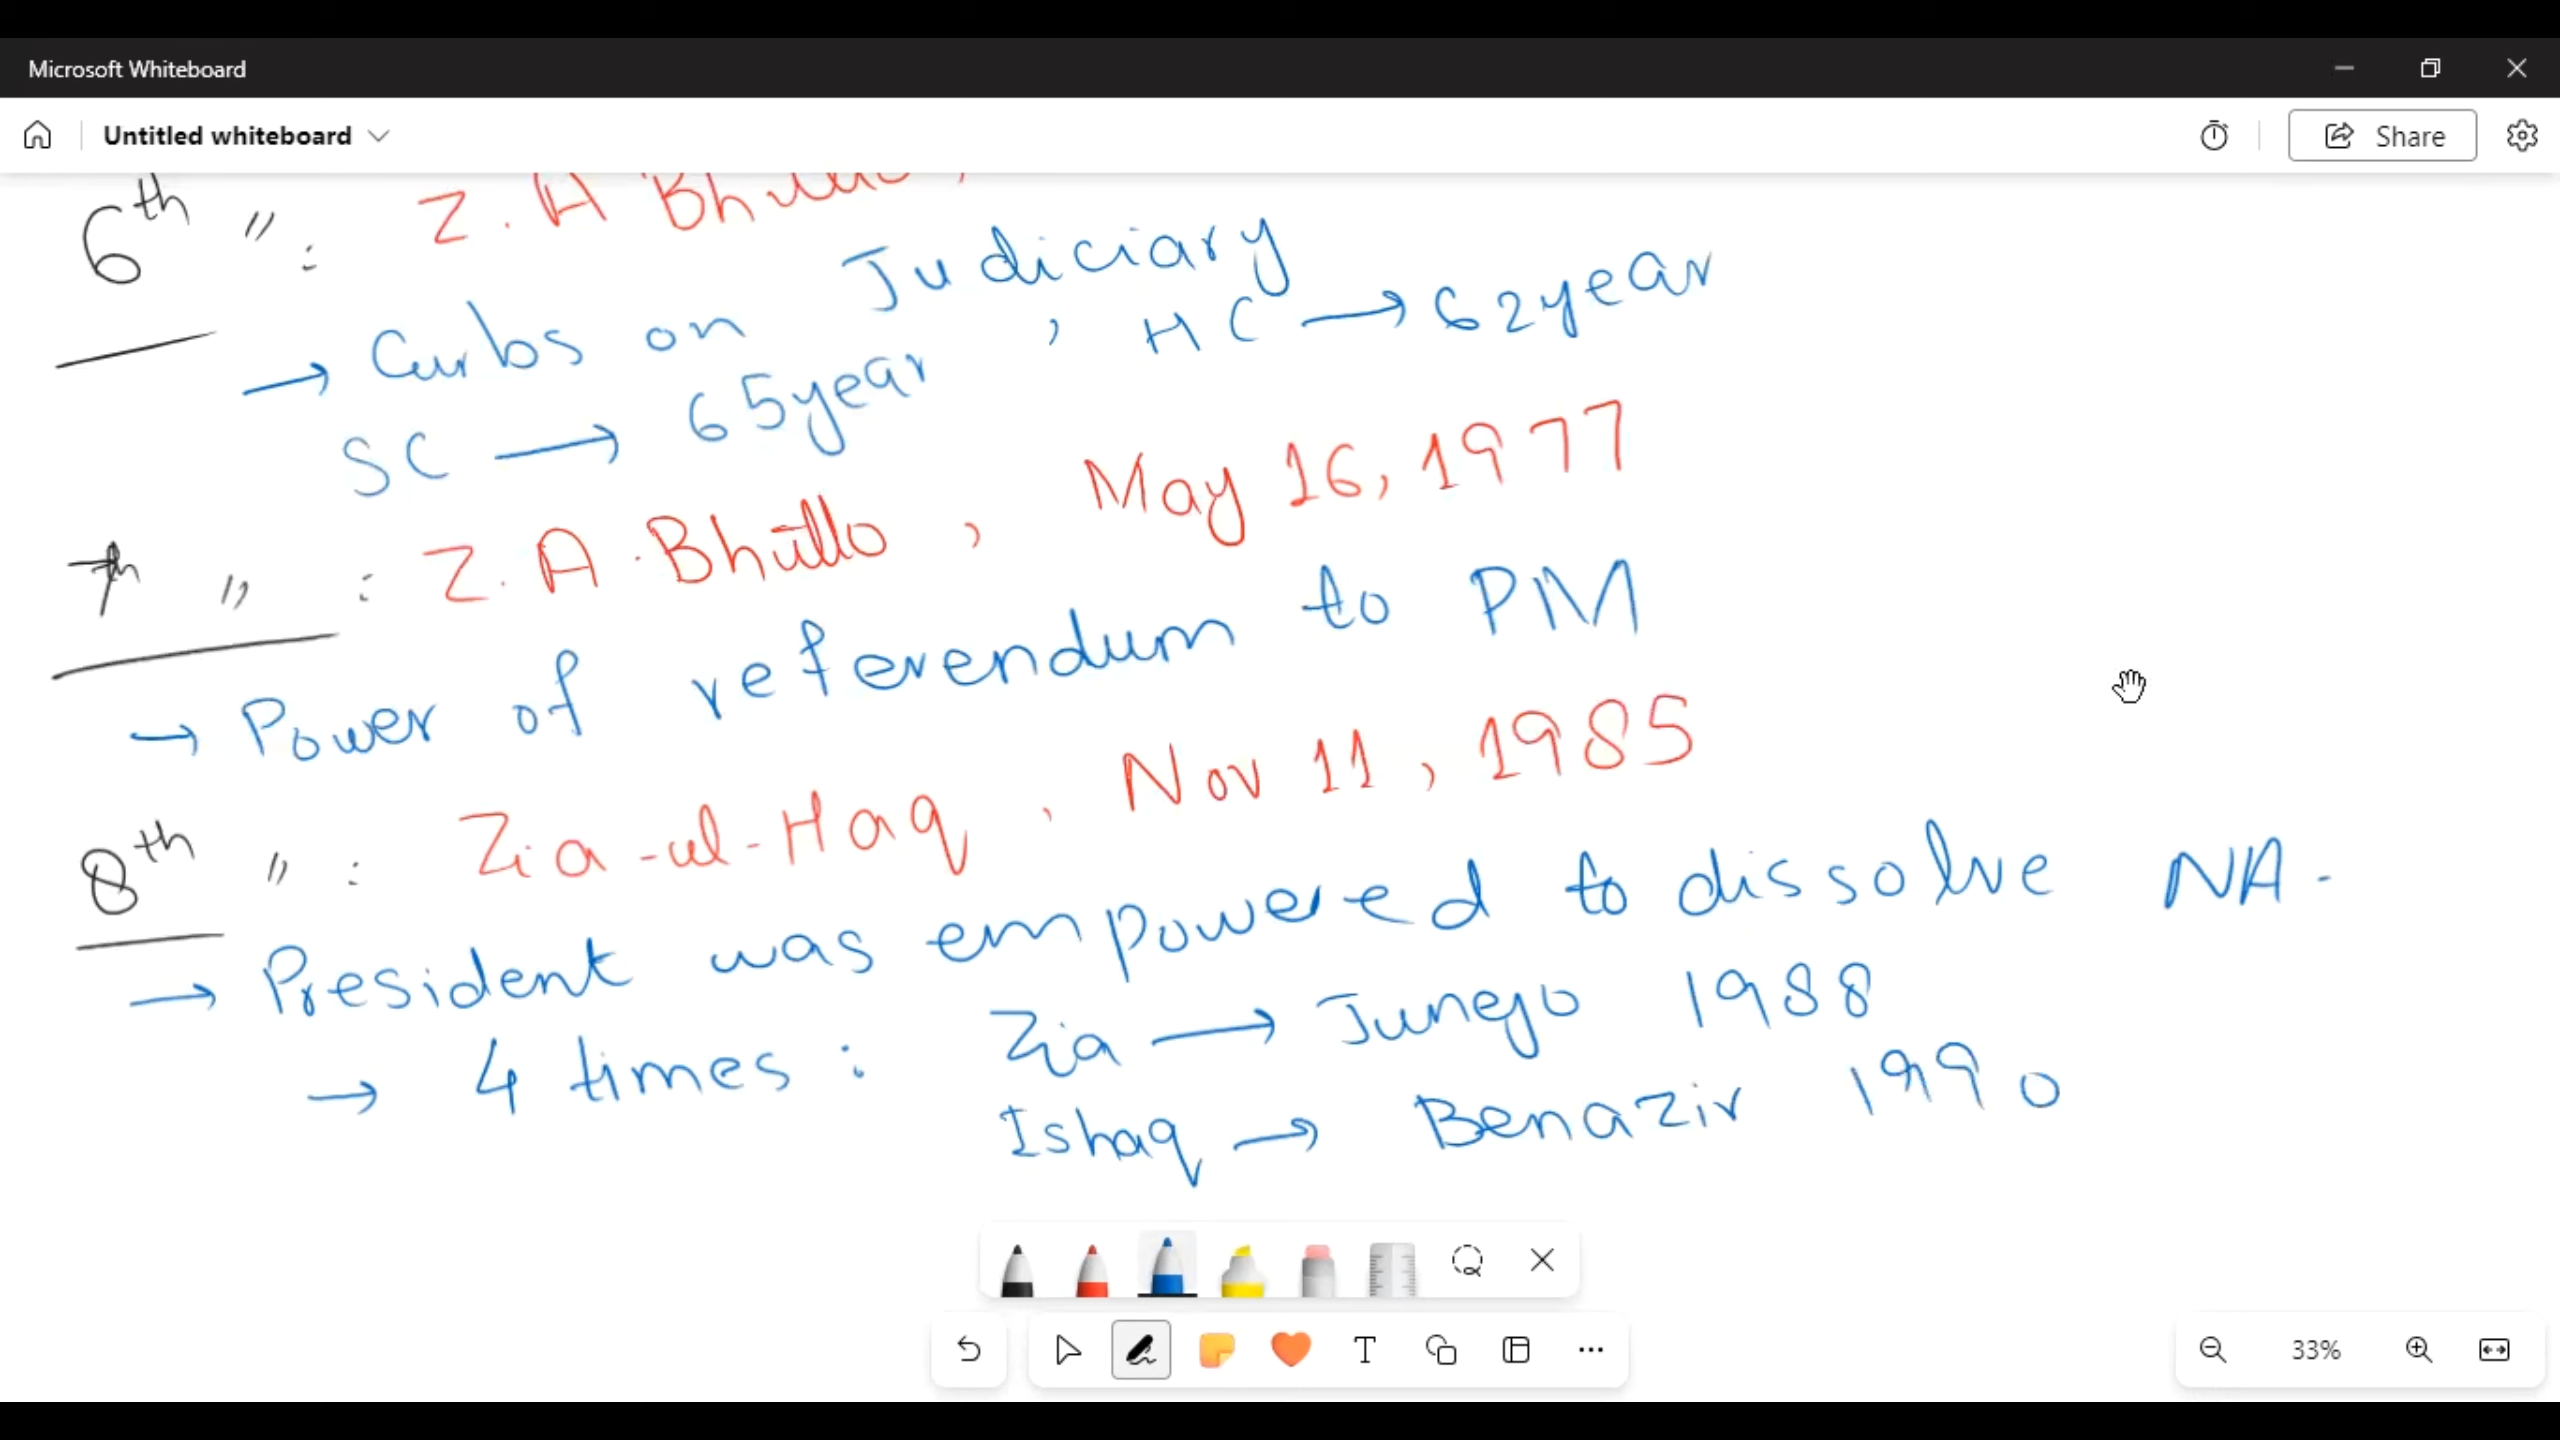 Microsoft Whiteboard
Untitled whiteboard
Share
6th " : Z. A Bhutto,
→ Curbs on Judiciary
SC → 65year , HC → 62year
7th " : Z. A. Bhutto , May 16, 1977
→ Power of referendum to PM
8th " : Zia-ul-Haq , Nov 11, 1985
→ President was empowered to dissolve NA.
→ 4 times : Zia → Junejo 1988
Ishaq → Benazir 1990
33%